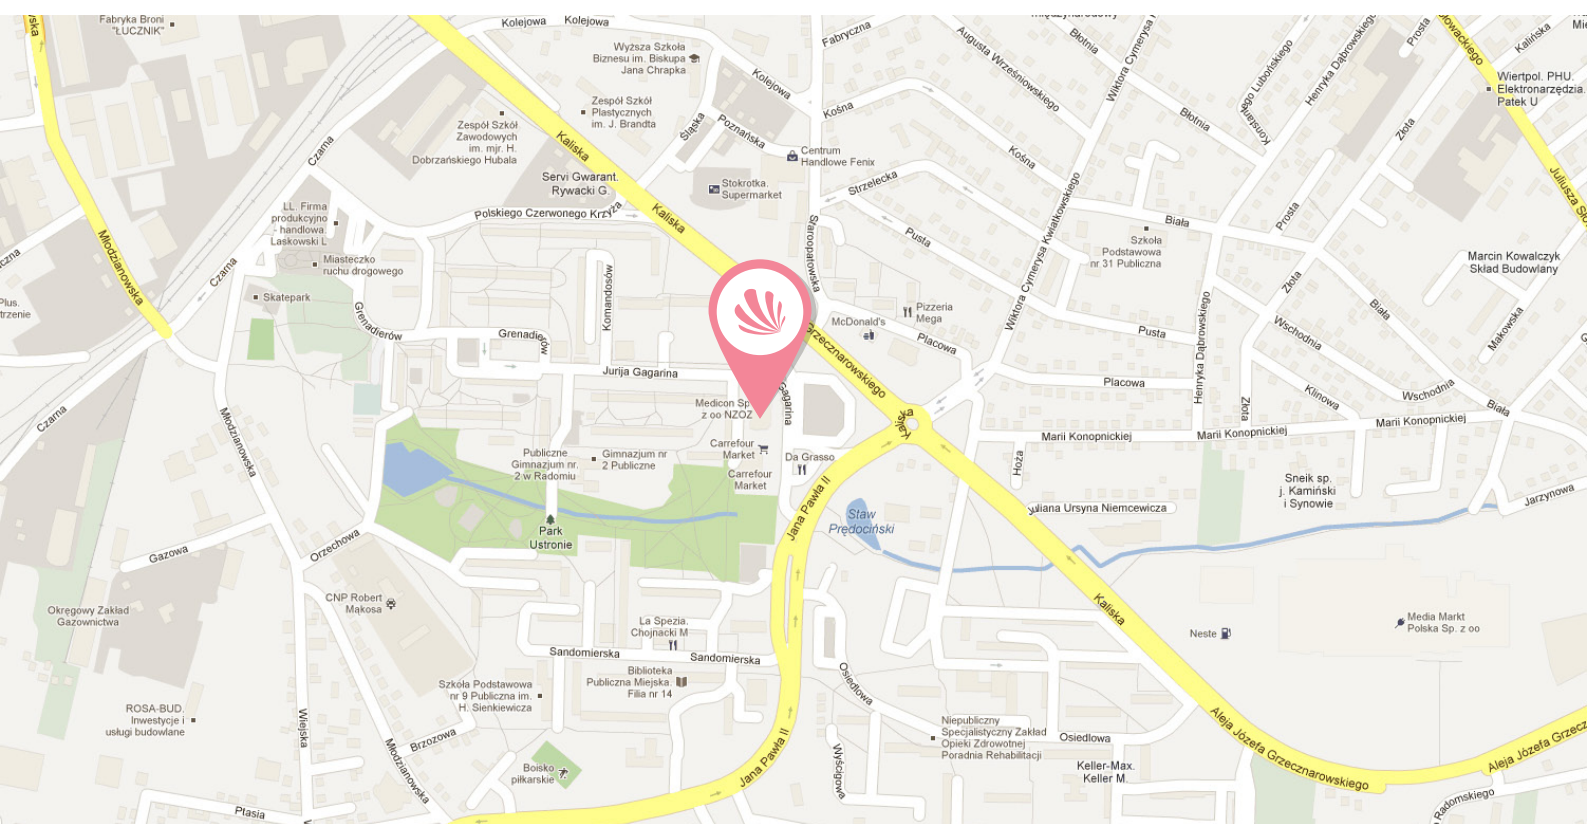 Fabryka Broni
"ŁUCZNIK"
Kolejowa
Kolejowa
Fabryczna
Augusta Wrześniowskiego
Błotnia
Wiktora Cymerysa
Prosta
Kalińska
Henryka Dąbrowskiego
Wiertpol. PHU.
Elektronarzędzia.
Patek U
Wyższa Szkoła
Biznesu im. Biskupa
Jana Chrapka
Kolejowa
Zespół Szkół
Plastycznych
im. J. Brandta
Zespół Szkół
Zawodowych
im. mjr. H.
Dobrzańskiego Hubala
Śląska
Poznańska
Kośna
Błotnia
Złota
Czarna
Kaliska
Centrum
Handlowe Fenix
Kośna
Servi Gwarant.
Rywacki G
Stokrotka.
Supermarket
Strzelecka
LL. Firma
produkcyjno
- handlowa.
Laskowski L
Polskiego Czerwonego Krzyża
Kaliska
Staroopatowska
Pusta
Wiktora Cymerysa Kwiatkowskiego
Biała
Prosta
Szkoła
Podstawowa
nr 31 Publiczna
Marcin Kowalczyk
Skład Budowlany
Młodzianowska
Czarna
Miasteczko
ruchu drogowego
Skatepark
Plus.
Komandosów
Złota
Grenadierów
Grenadierów
McDonald's
Pizzeria
Mega
Placowa
Pusta
Henryka Dąbrowskiego
Wschodnia
Biała
Makowska
Jurija Gagarina
Gagarina
Placowa
Klinowa
Wschodnia
Biała
Złota
Czarna
Młodzianowska
Medicon Sp
z oo NZOZ
Kaliska
Marii Konopnickiej
Marii Konopnickiej
Marii Konopnickiej
Carrefour
Market
Da Grasso
Carrefour
Market
Publiczne
Gimnazjum nr.
2 w Radomiu
Gimnazjum nr
2 Publiczne
Hoża
Sneik sp.
j. Kamiński
i Synowie
Jarzynowa
Jana Pawła II
Staw
Prędociński
Juliana Ursyna Niemcewicza
Park
Ustronie
Gazowa
Orzechowa
CNP Robert
Mąkosa
Okręgowy Zakład
Gazownictwa
La Spezia.
Chojnacki M
Kaliska
Neste
Media Markt
Polska Sp. z oo
Sandomierska
Sandomierska
Biblioteka
Publiczna Miejska.
Filia nr 14
Osiedlowa
Szkoła Podstawowa
nr 9 Publiczna im.
H. Sienkiewicza
ROSA-BUD.
Inwestycje i
usługi budowlane
Wiejska
Brzozowa
Młodzianowska
Jana Pawła II
Wyścigowa
Niepubliczny
Specjalistyczny Zakład
Opieki Zdrowotnej
Poradnia Rehabilitacji
Osiedlowa
Aleja Józefa Grzecznarowskiego
Keller-Max.
Keller M.
Boisko
piłkarskie
Ptasia